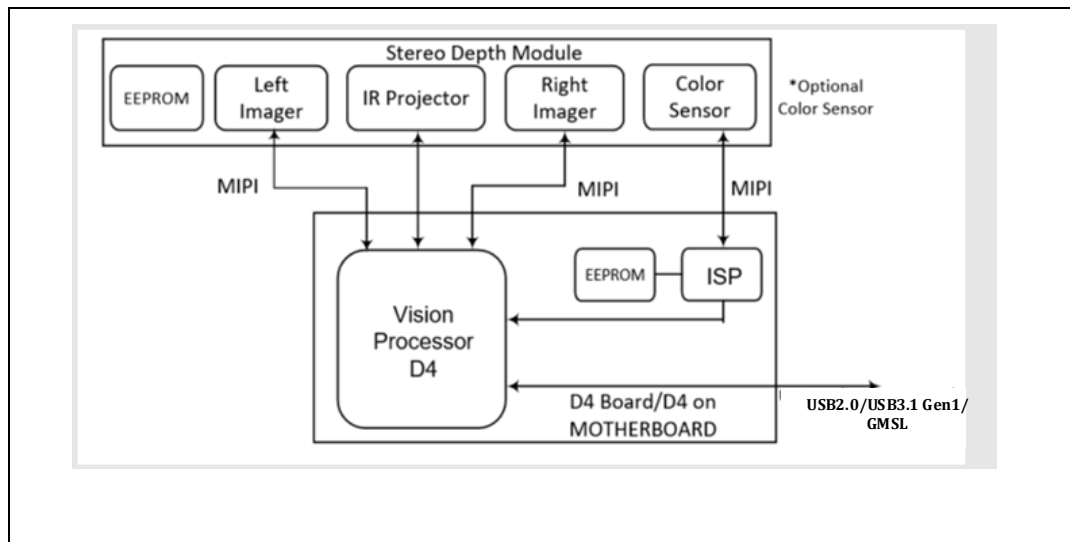 Stereo Depth Module
EEPROM
Left
Imager
IR Projector
Right
Imager
Color
Sensor
*Optional
Color Sensor
MIPI
MIPI
MIPI
Vision
Processor
D4
EEPROM
ISP
D4 Board/D4 on
MOTHERBOARD
USB2.0/USB3.1 Gen1/
GMSL